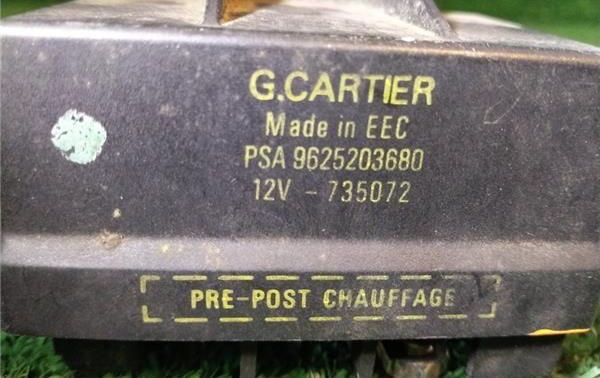 G.CARTIER
Made in EEC
PSA 9625203680
12V - 735072
PRE-POST CHAUFFAGE